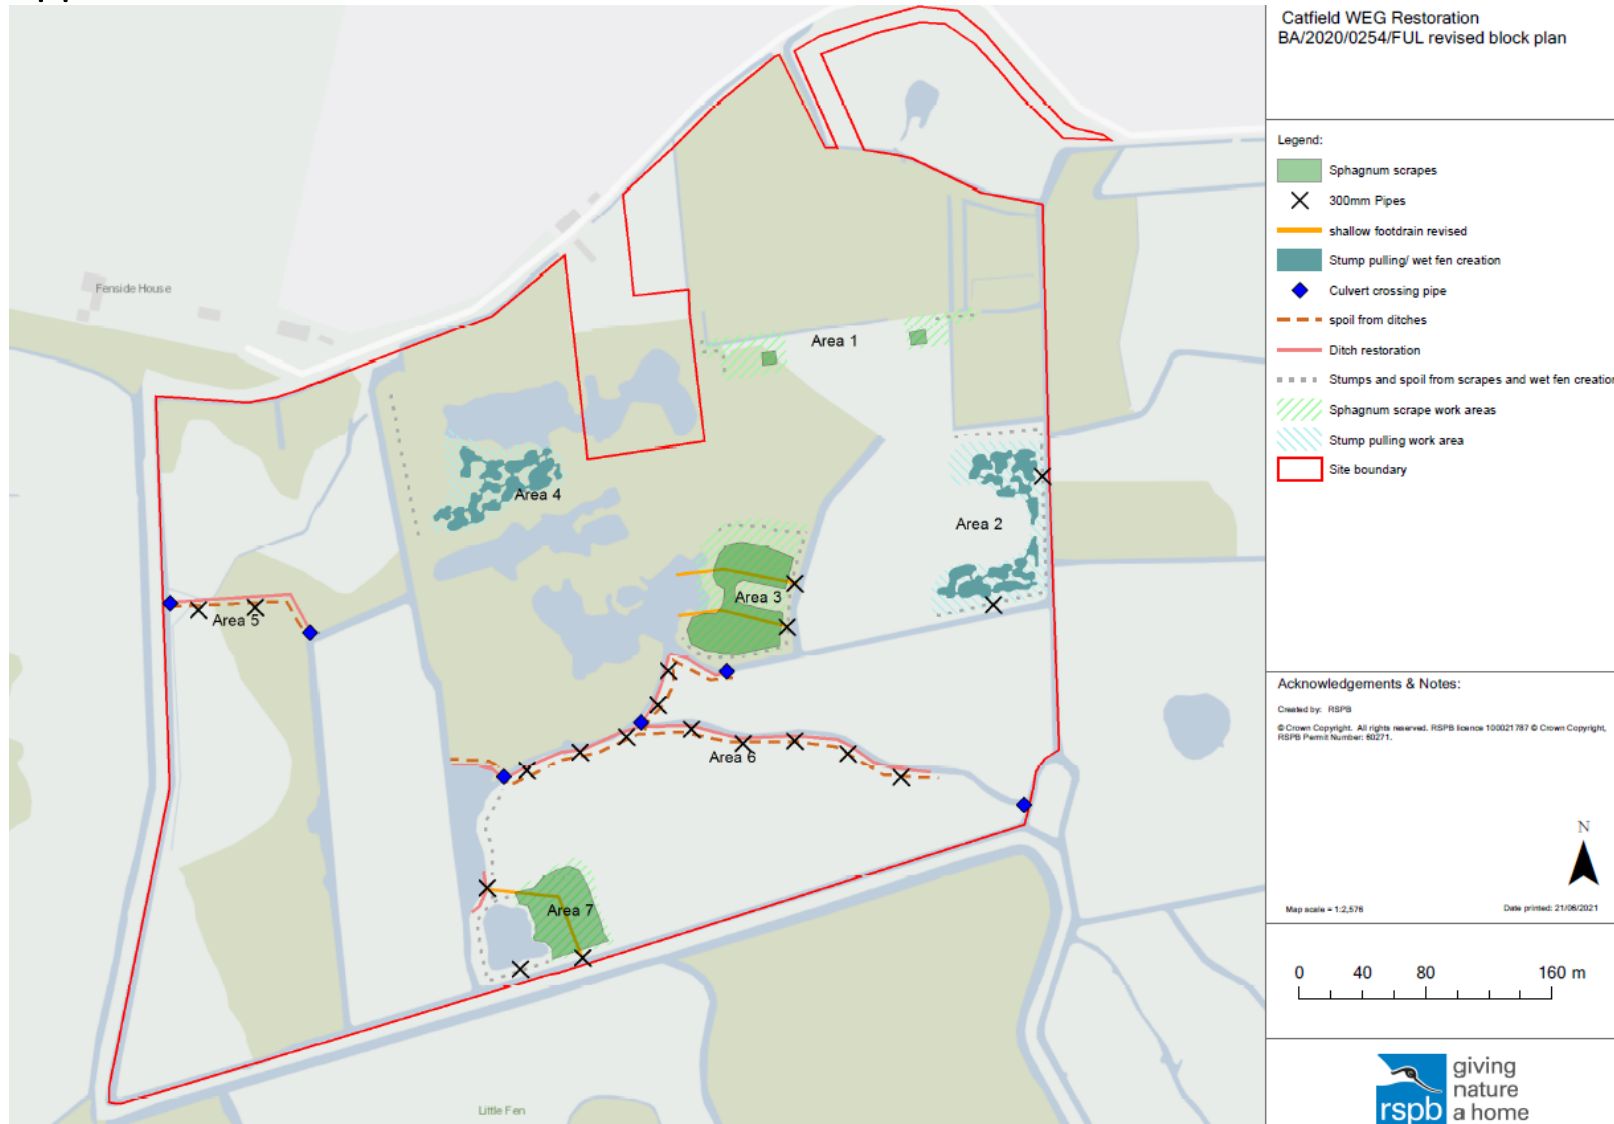 Catfield WEG Restoration
BA/2020/0254/FUL revised block plan
Legend:
Sphagnum scrapes
300mm Pipes
shallow footdrain revised
Stump pulling/ wet fen creation
Culvert crossing pipe
spoil from ditches
Ditch restoration
Stumps and spoil from scrapes and wet fen creation
Sphagnum scrape work areas
Stump pulling work area
Site boundary
Fenside House
Area 1
Area 4
Area 2
Area 3
Area 5
Area 6
Area 7
Little Fen
Acknowledgements & Notes:
Created by: RSPB
© Crown Copyright. All rights reserved. RSPB licence 100021787 © Crown Copyright,
RSPB Permit Number: 60271.
N
Map scale = 1:2,576
Date printed: 21/06/2021
0 40 80 160 m
rspb
giving
nature
a home